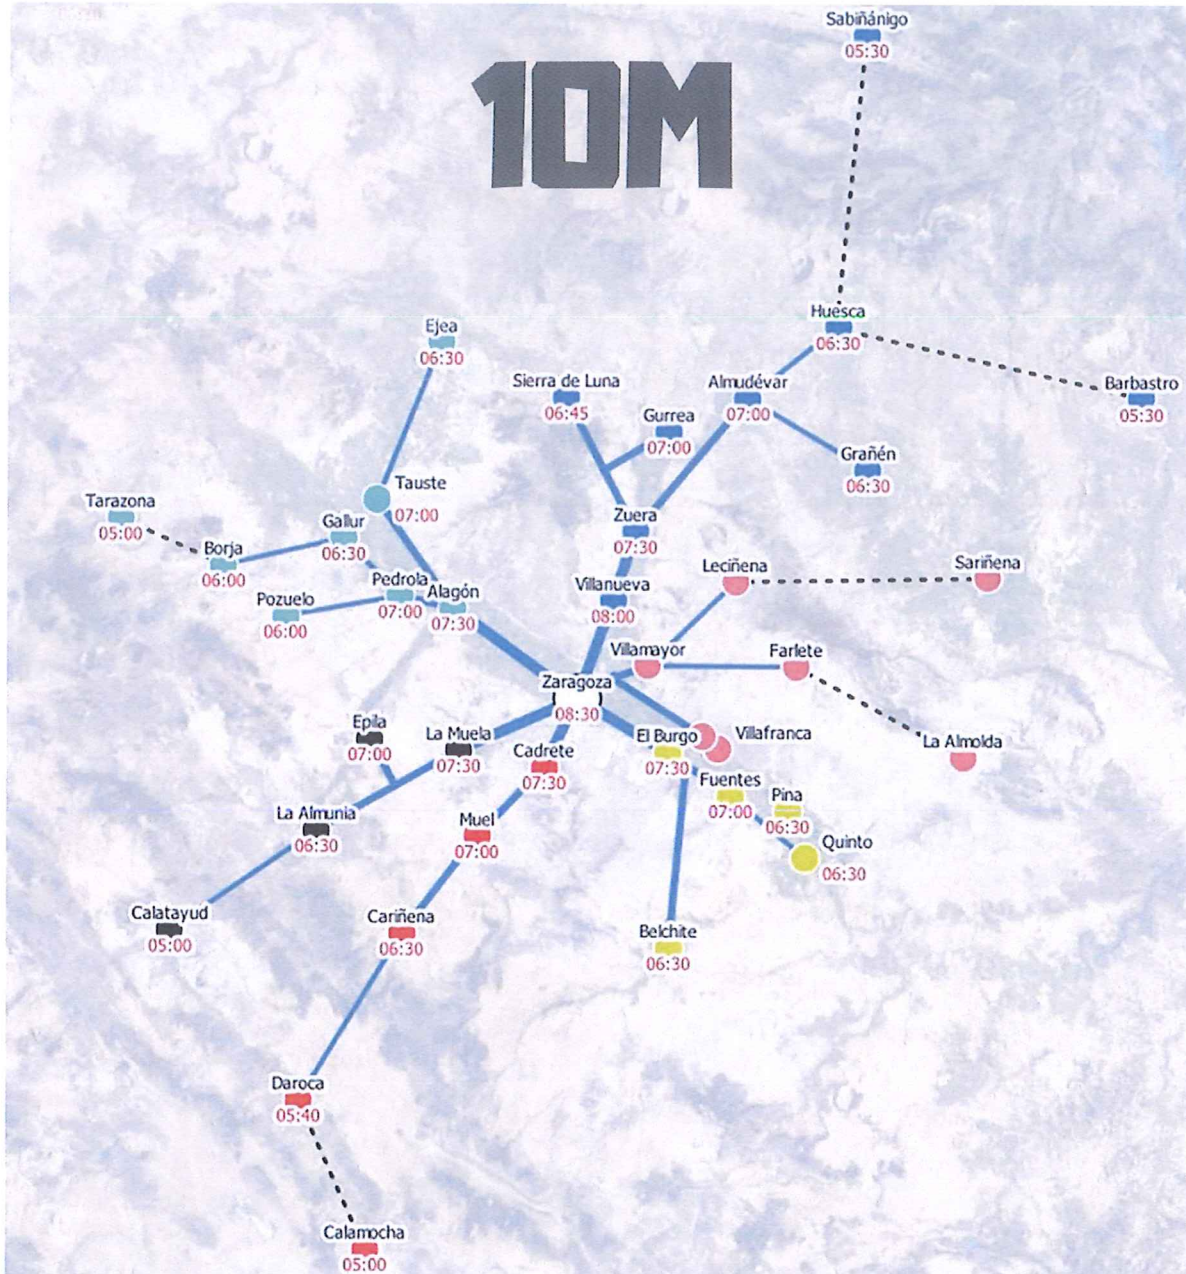 Sabiñánigo
05:30
10M
Huesca
06:30
Ejea
06:30
Sierra de Luna
06:45
Almudévar
07:00
Barbastro
05:30
Gurrea
07:00
Grañén
06:30
Tauste
07:00
Tarazona
05:00
Gallur
06:30
Zuera
07:30
Borja
06:00
Leciñena
Sariñena
Pedrola
07:00
Alagón
07:30
Villanueva
08:00
Pozuelo
06:00
Villamayor
Farlete
Zaragoza
08:30
Epila
07:00
La Muela
07:30
Cadrete
07:30
El Burgo
07:30
Villafranca
La Almolda
Fuentes
07:00
Pina
06:30
La Almunia
06:30
Muel
07:00
Quinto
06:30
Calatayud
05:00
Cariñena
06:30
Belchite
06:30
Daroca
05:40
Calamocha
05:00